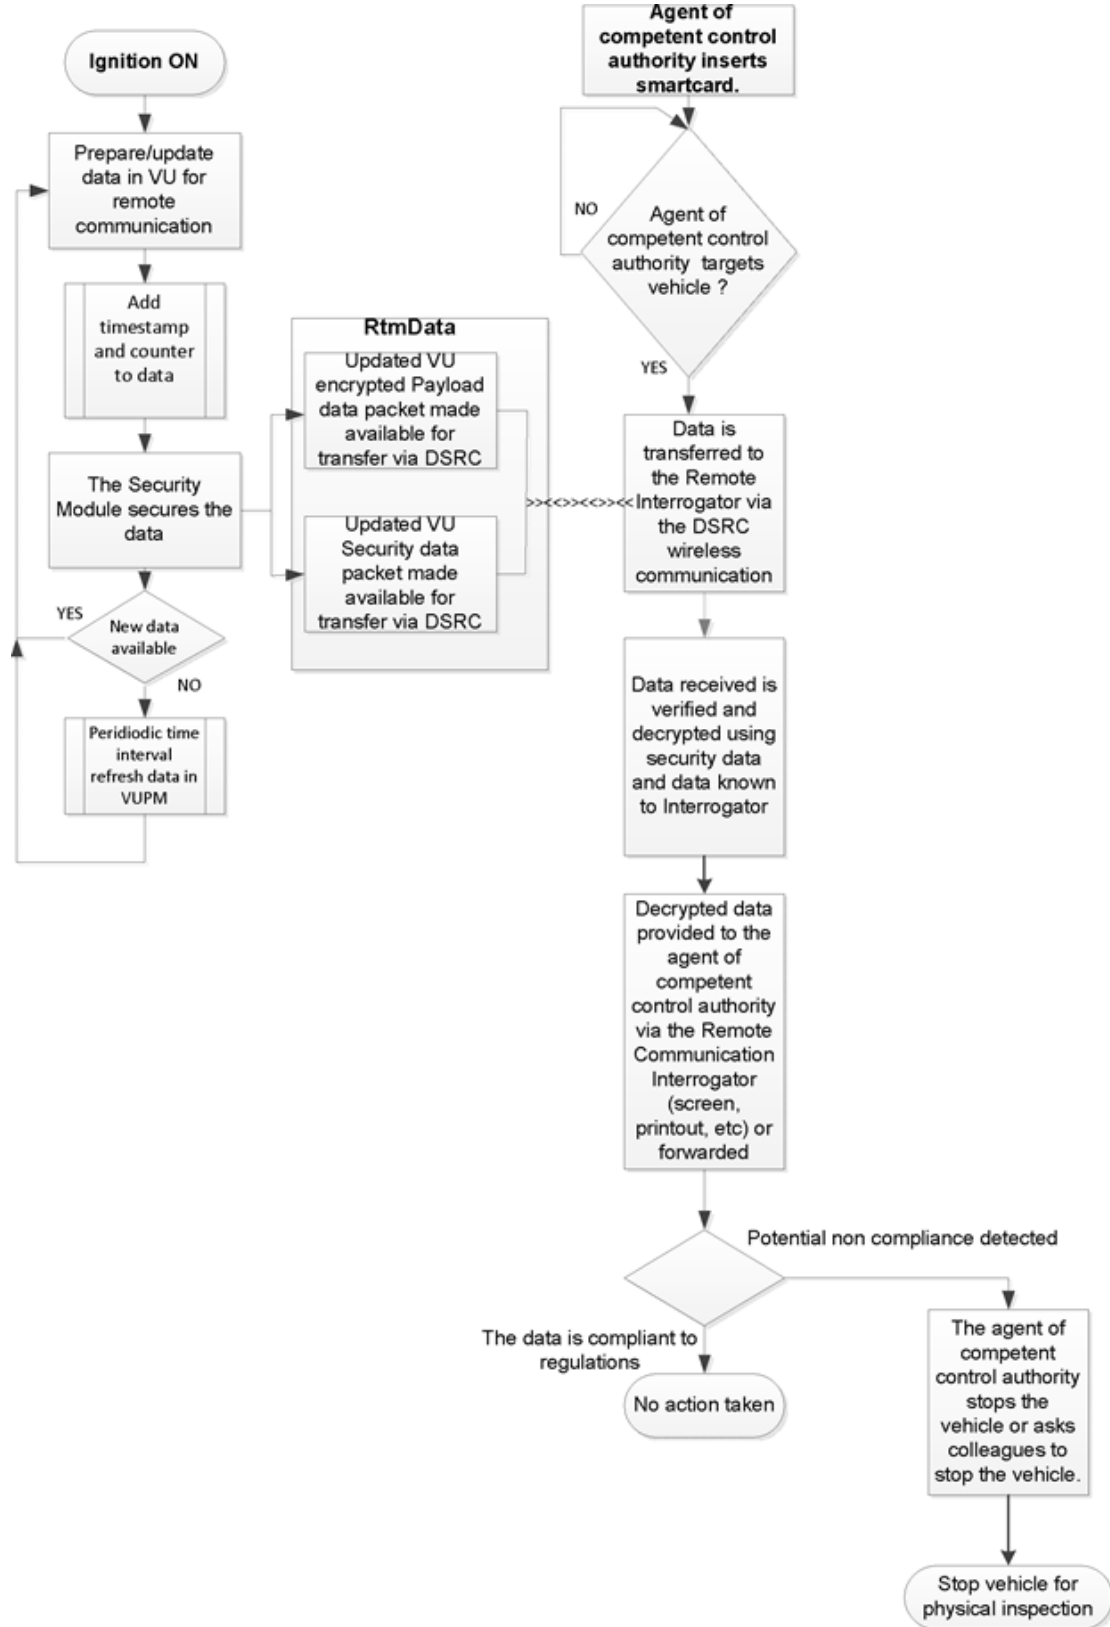 Ignition ON
Prepare/update
data in VU for
remote
communication
Add
timestamp
and counter
to data
The Security
Module secures the
data
YES
New data
available
NO
Peridiodic time
interval
refresh data in
VUPM
RtmData
Updated VU
encrypted Payload
data packet made
available for
transfer via DSRC
Updated VU
Security data
packet made
available for
transfer via DSRC
>><<>><<>><<
Agent of
competent control
authority inserts
smartcard.
NO
Agent of
competent control
authority targets
vehicle ?
YES
Data is
transferred to
the Remote
Interrogator via
the DSRC
wireless
communication
Data received is
verified and
decrypted using
security data
and data known
to Interrogator
Decrypted data
provided to the
agent of
competent
control authority
via the Remote
Communication
Interrogator
(screen,
printout, etc) or
forwarded
Potential non compliance detected
The data is compliant to
regulations
No action taken
The agent of
competent
control authority
stops the
vehicle or asks
colleagues to
stop the vehicle.
Stop vehicle for
physical inspection